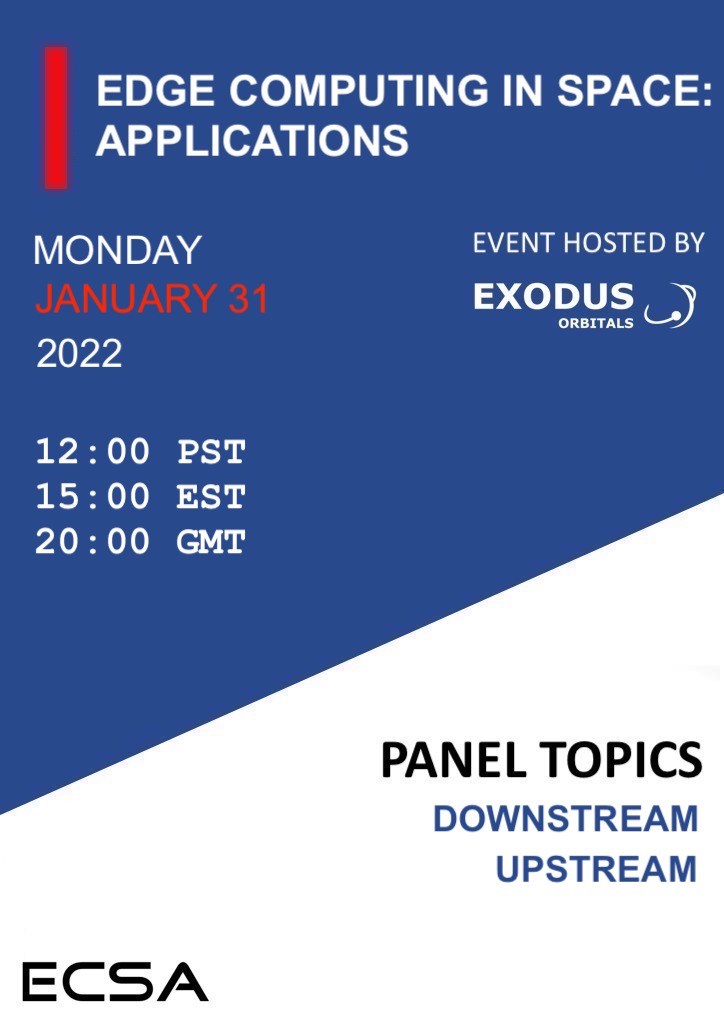 EDGE COMPUTING IN SPACE:
APPLICATIONS
MONDAY
JANUARY 31
2022
EVENT HOSTED BY
EXODUS
ORBITALS
12:00 PST
15:00 EST
20:00 GMT
PANEL TOPICS
DOWNSTREAM
UPSTREAM
ECSA